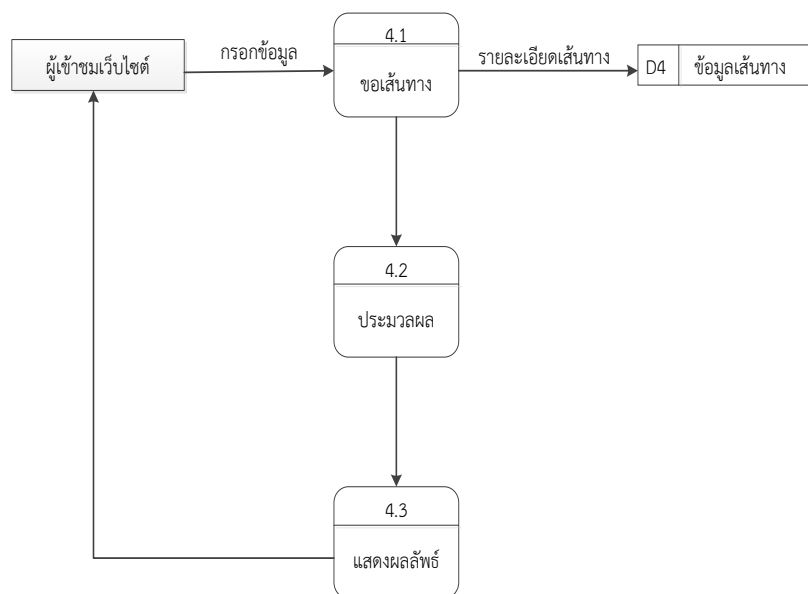 4.1
ผู้เข้าชมเว็บไซต์
กรอกข้อมูล
ขอเส้นทาง
รายละเอียดเส้นทาง
D4
ข้อมูลเส้นทาง
4.2
ประมวลผล
4.3
แสดงผลลัพธ์